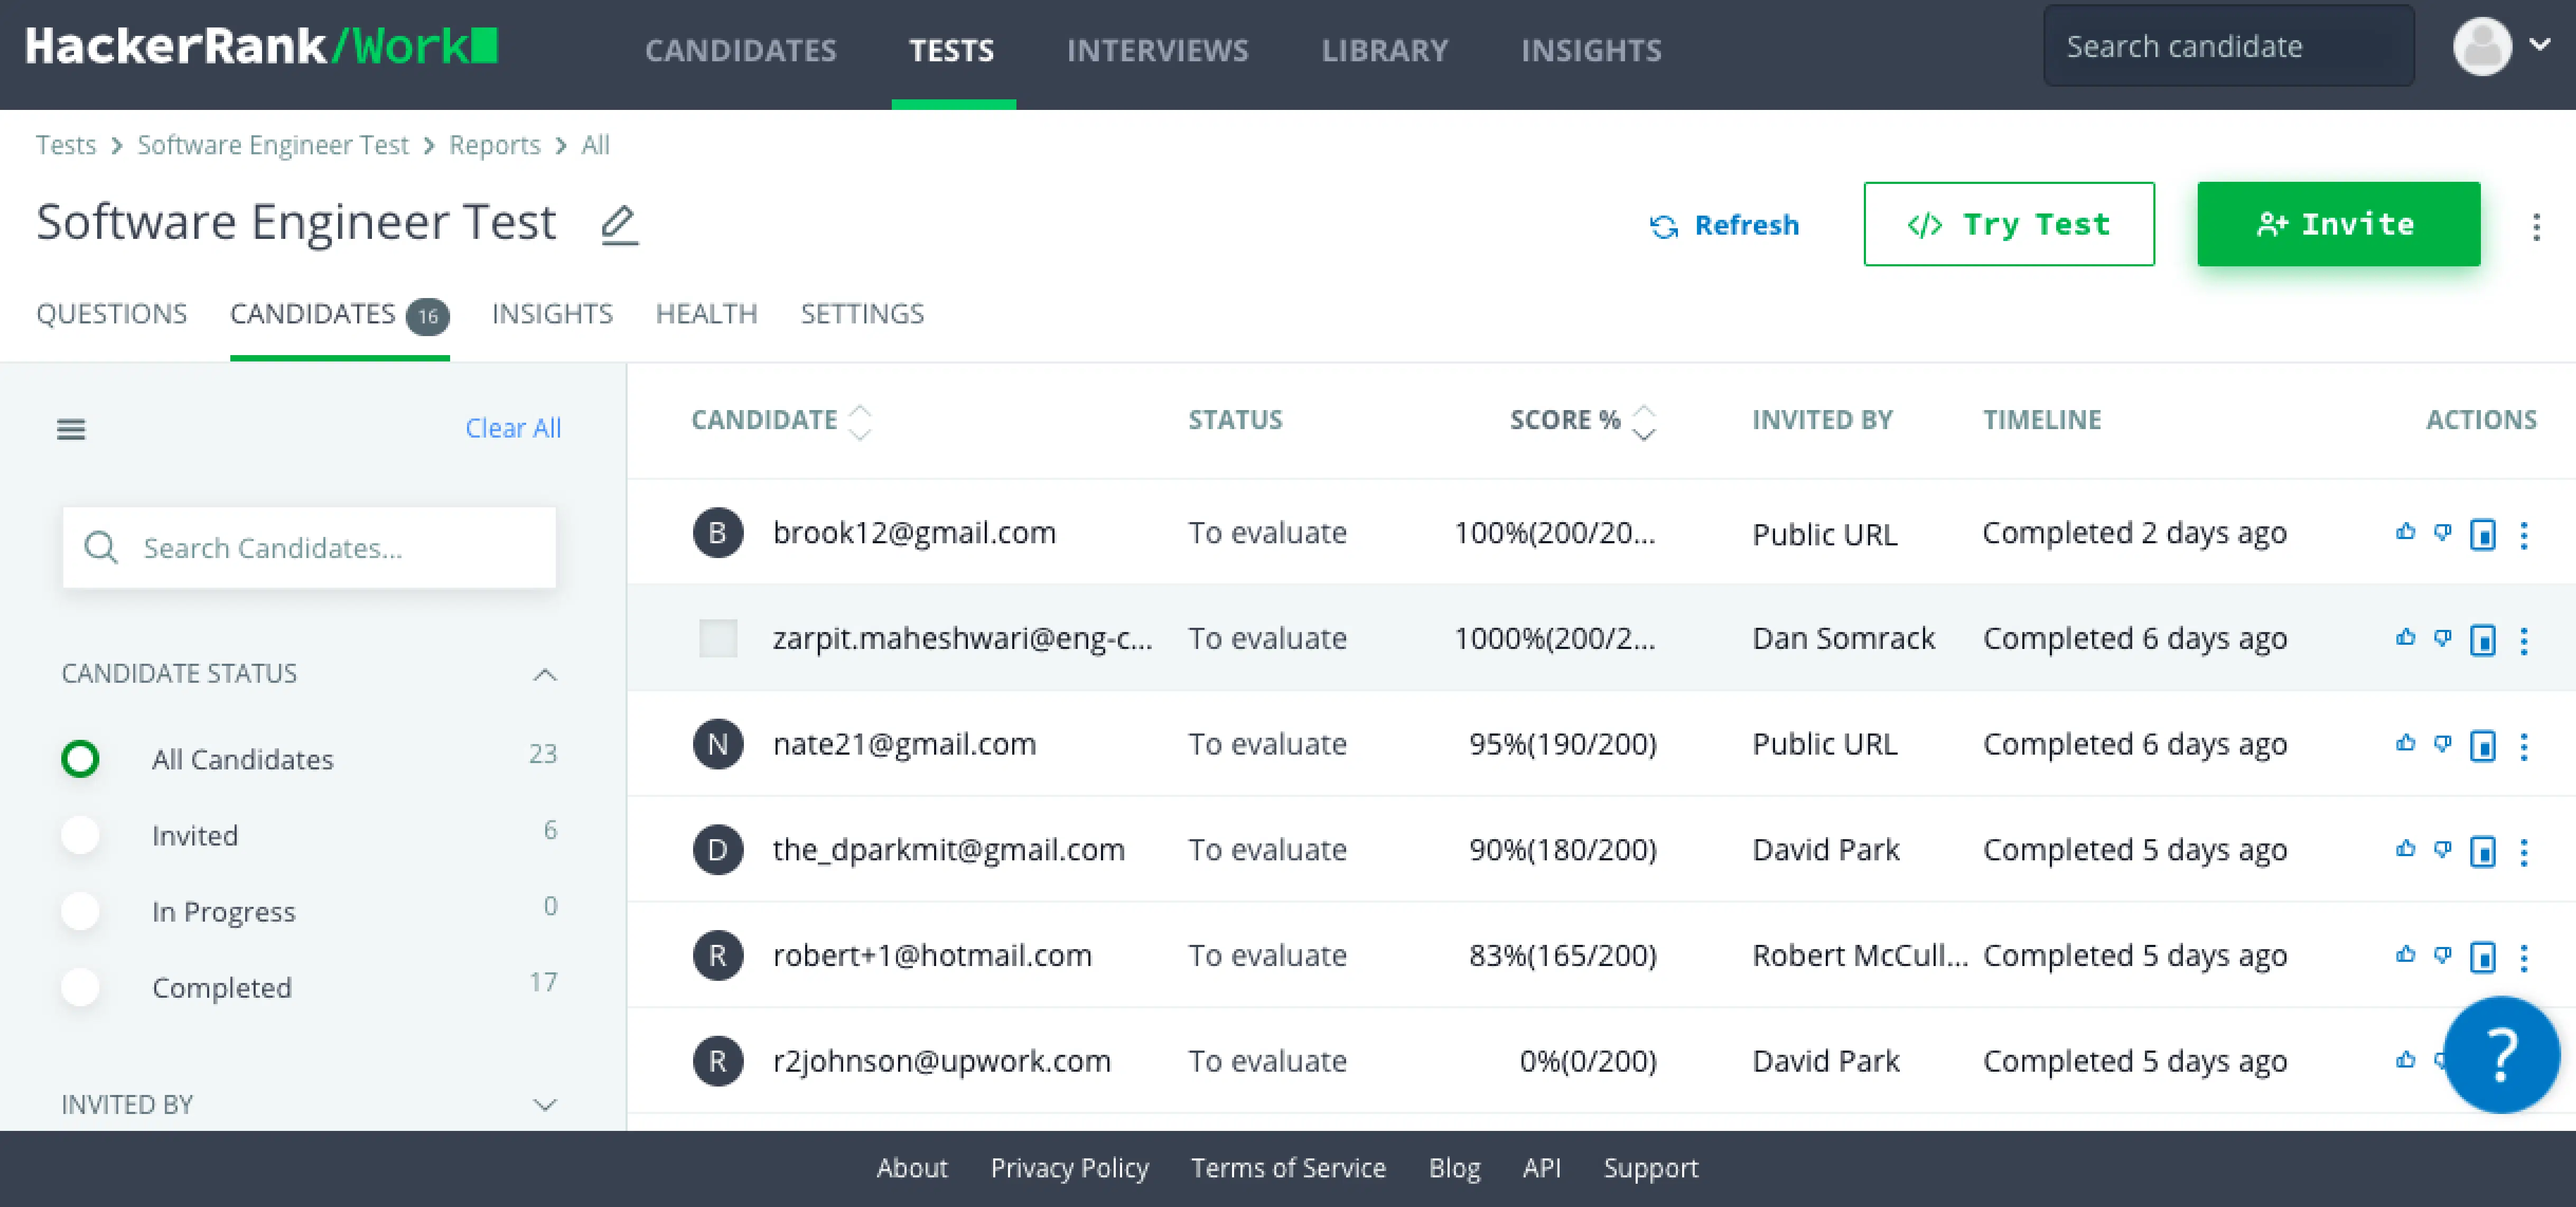 HackerRank/Work
CANDIDATES TESTS INTERVIEWS LIBRARY INSIGHTS
Search candidate
Tests > Software Engineer Test > Reports > All
Software Engineer Test
Refresh
</> Try Test
Invite
QUESTIONS CANDIDATES 16 INSIGHTS HEALTH SETTINGS
Clear All
Search Candidates...
CANDIDATE STATUS
All Candidates 23
Invited 6
In Progress 0
Completed 17
INVITED BY
CANDIDATE STATUS SCORE % INVITED BY TIMELINE ACTIONS
B brook12@gmail.com To evaluate 100%(200/20... Public URL Completed 2 days ago
zarpit.maheshwari@eng-c... To evaluate 1000%(200/2... Dan Somrack Completed 6 days ago
N nate21@gmail.com To evaluate 95%(190/200) Public URL Completed 6 days ago
D the_dparkmit@gmail.com To evaluate 90%(180/200) David Park Completed 5 days ago
R robert+1@hotmail.com To evaluate 83%(165/200) Robert McCull... Completed 5 days ago
R r2johnson@upwork.com To evaluate 0%(0/200) David Park Completed 5 days ago
?
About Privacy Policy Terms of Service Blog API Support